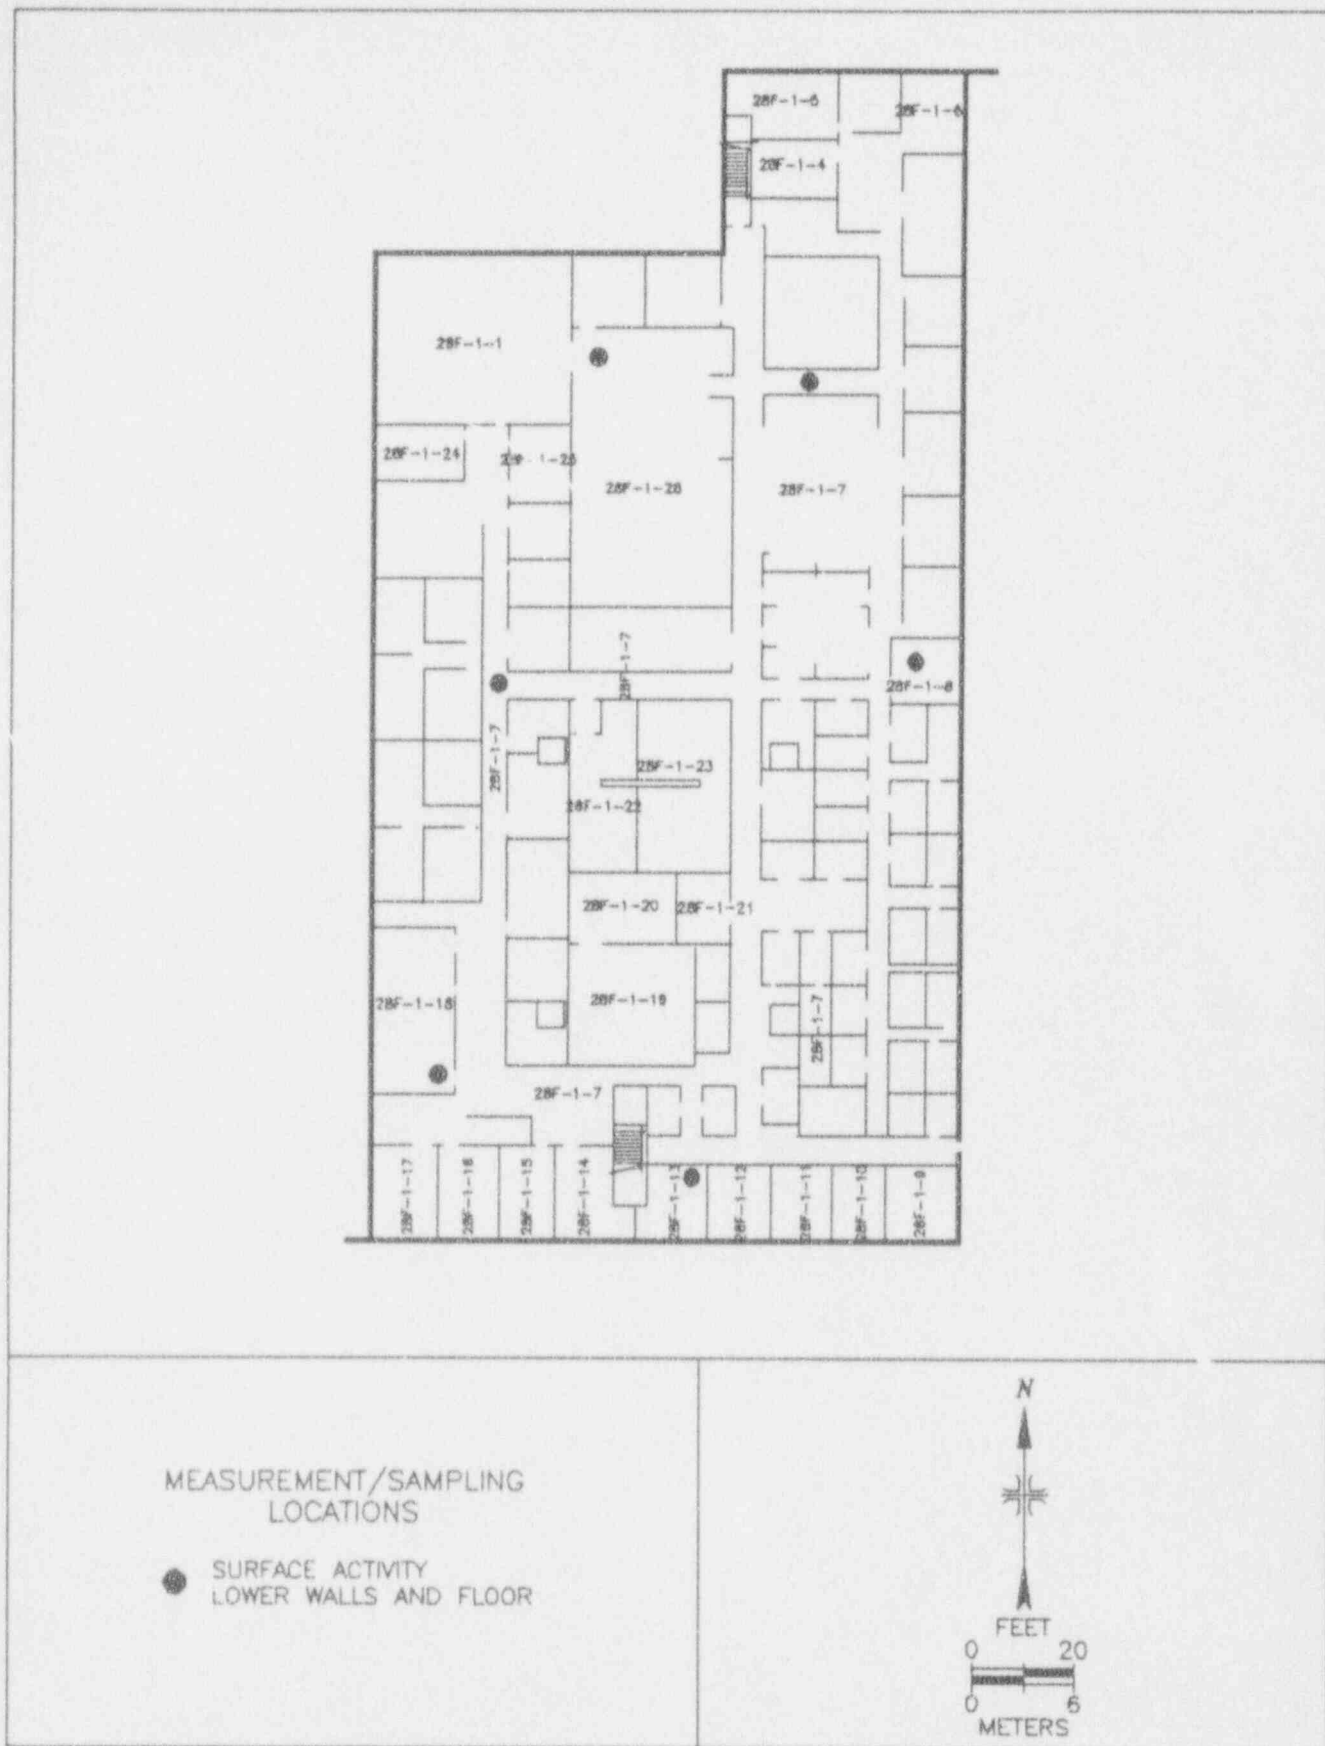 28F-1-6
28F-1-6
28F-1-4
28F-1-1
28F-1-24
28F-1-28
28F-1-7
28F-1-7
28F-1-8
28F-1-7
28F-1-23
28F-1-22
28F-1-20
28F-1-21
28F-1-18
28F-1-19
28F-1-7
28F-1-7
28F-1-17
28F-1-16
28F-1-15
28F-1-14
28F-1-13
28F-1-12
28F-1-11
28F-1-10
28F-1-9
MEASUREMENT/SAMPLING
LOCATIONS
SURFACE ACTIVITY
LOWER WALLS AND FLOOR
N
FEET
0 20
0 6
METERS